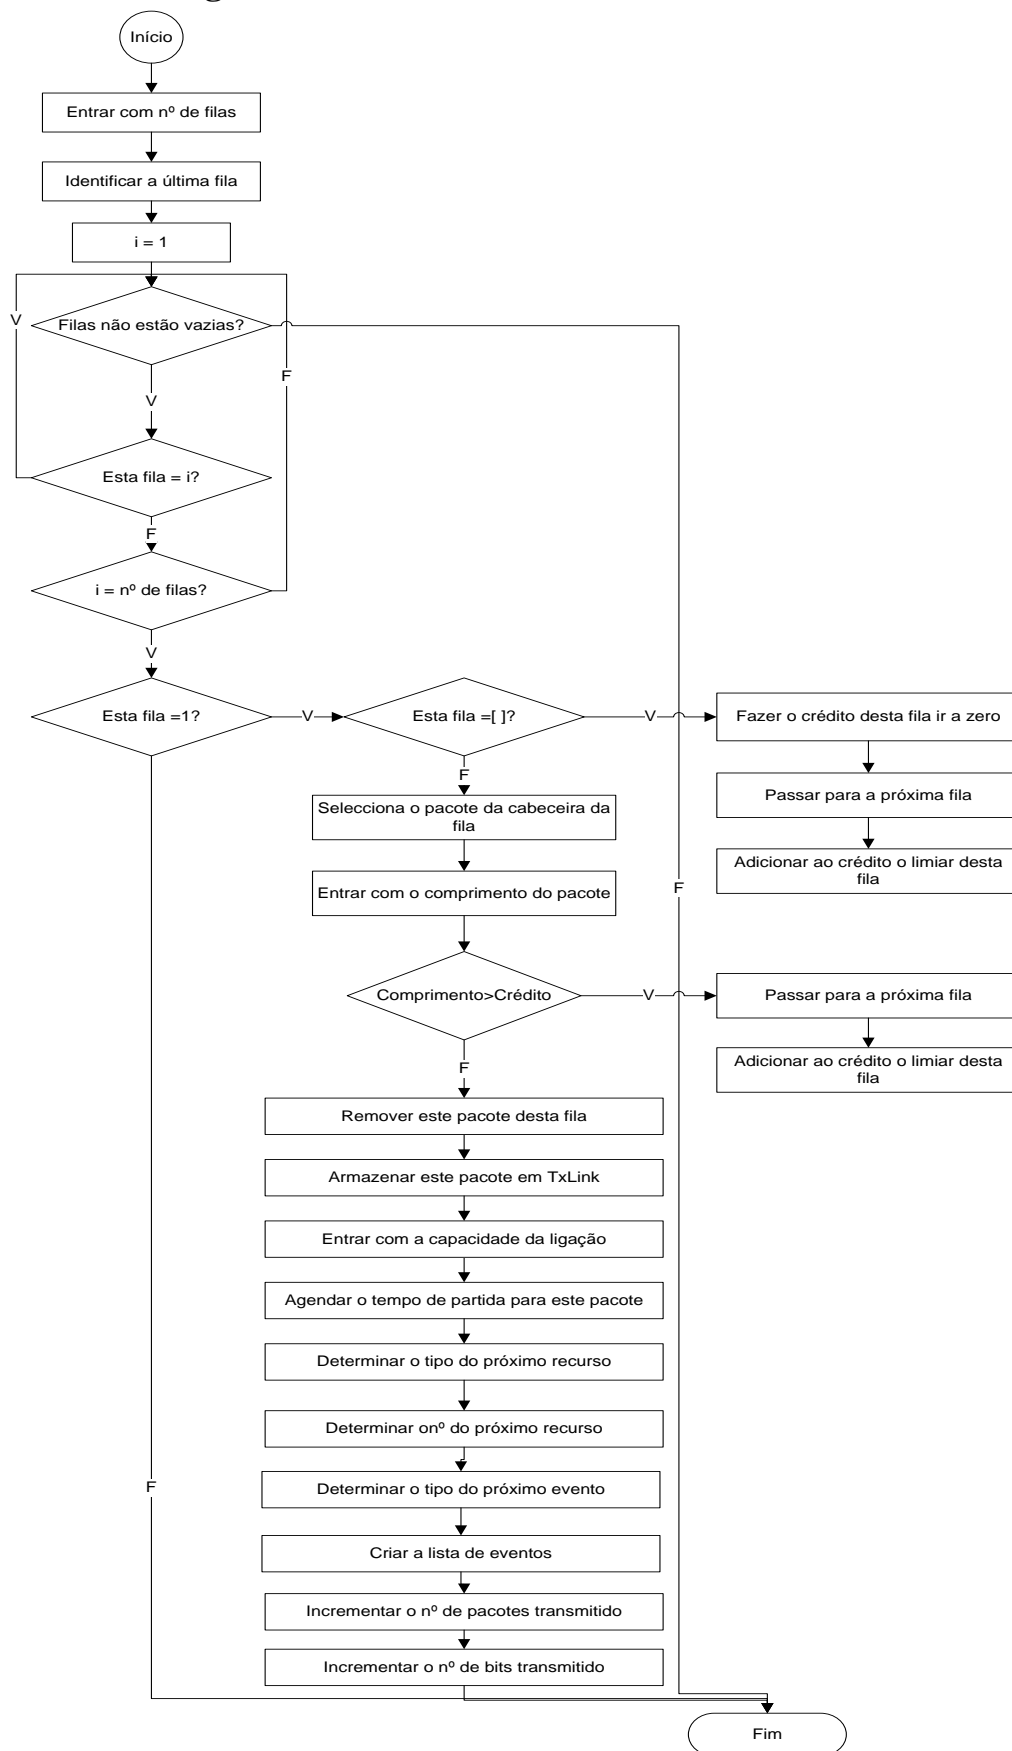 Início
Entrar com nº de filas
Identificar a última fila
i = 1
Filas não estão vazias?
V
F
V
Esta fila = i?
F
i = nº de filas?
V
Esta fila =1?
V
Esta fila =[ ]?
V
Fazer o crédito desta fila ir a zero
Passar para a próxima fila
Adicionar ao crédito o limiar desta
fila
F
Selecciona o pacote da cabeceira da
fila
Entrar com o comprimento do pacote
F
Comprimento>Crédito
V
Passar para a próxima fila
Adicionar ao crédito o limiar desta
fila
F
Remover este pacote desta fila
Armazenar este pacote em TxLink
Entrar com a capacidade da ligação
Agendar o tempo de partida para este pacote
Determinar o tipo do próximo recurso
Determinar onº do próximo recurso
Determinar o tipo do próximo evento
F
Criar a lista de eventos
Incrementar o nº de pacotes transmitido
Incrementar o nº de bits transmitido
Fim